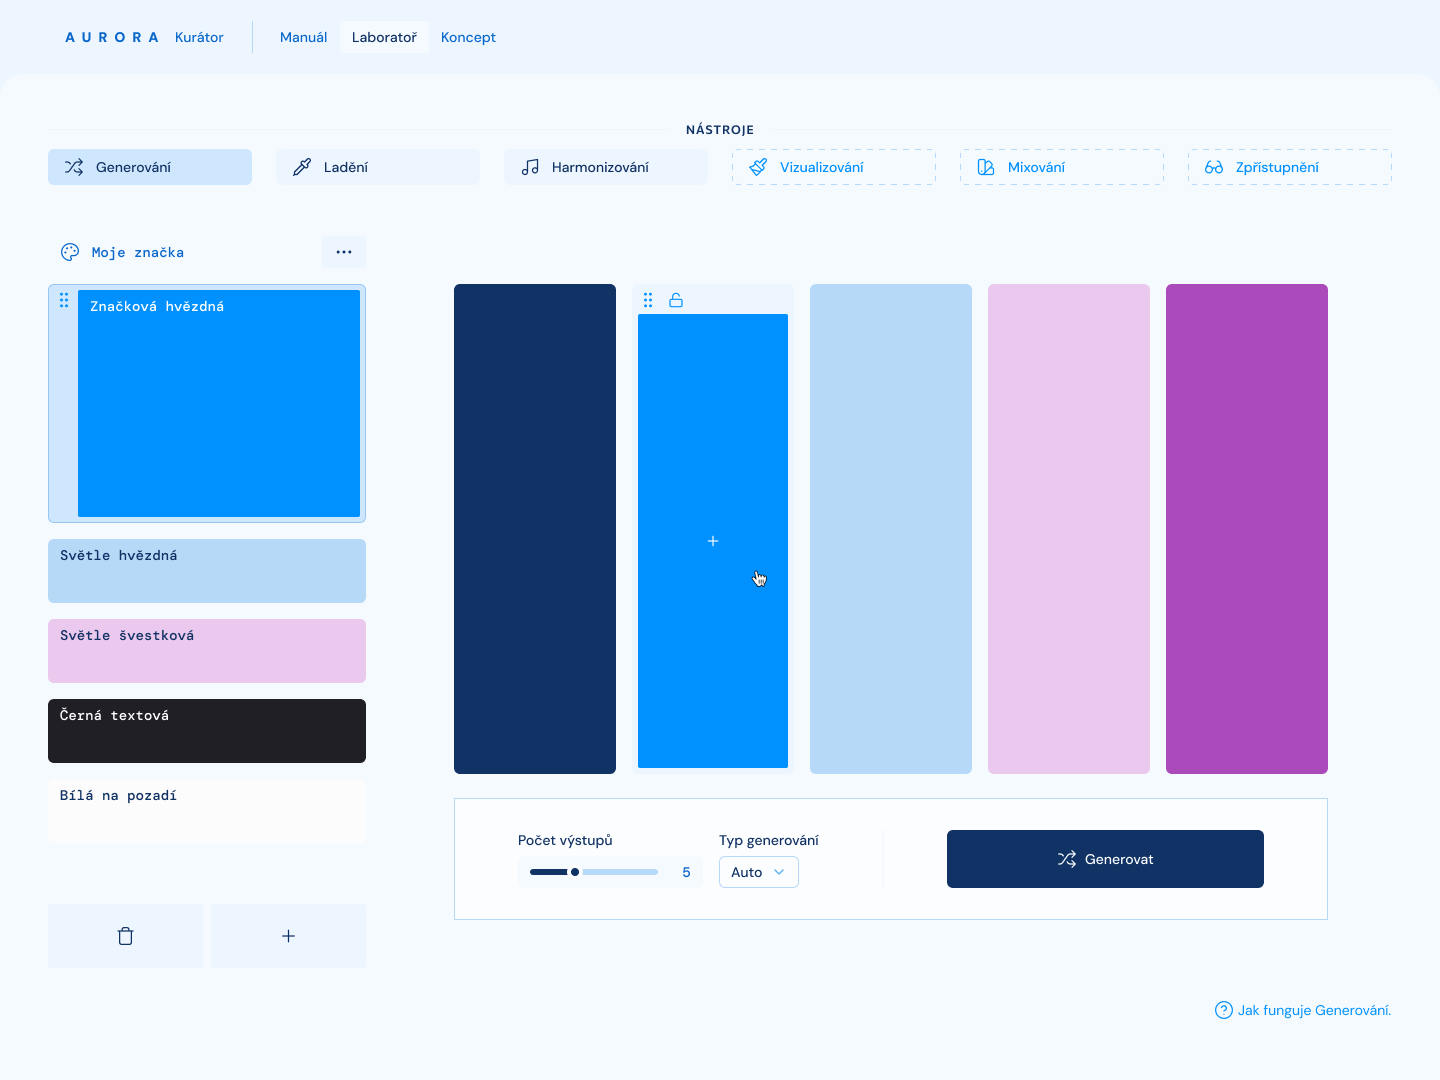 AURORA Kurátor Manuál Laboratoř Koncept
NÁSTROJE
Generování Ladění Harmonizování Vizualizování Mixování Zpřístupnění
Moje značka
Značková hvězdná
Světle hvězdná
Světle švestková
Černá textová
Bílá na pozadí
Počet výstupů
5
Typ generování
Auto
Generovat
Jak funguje Generování.